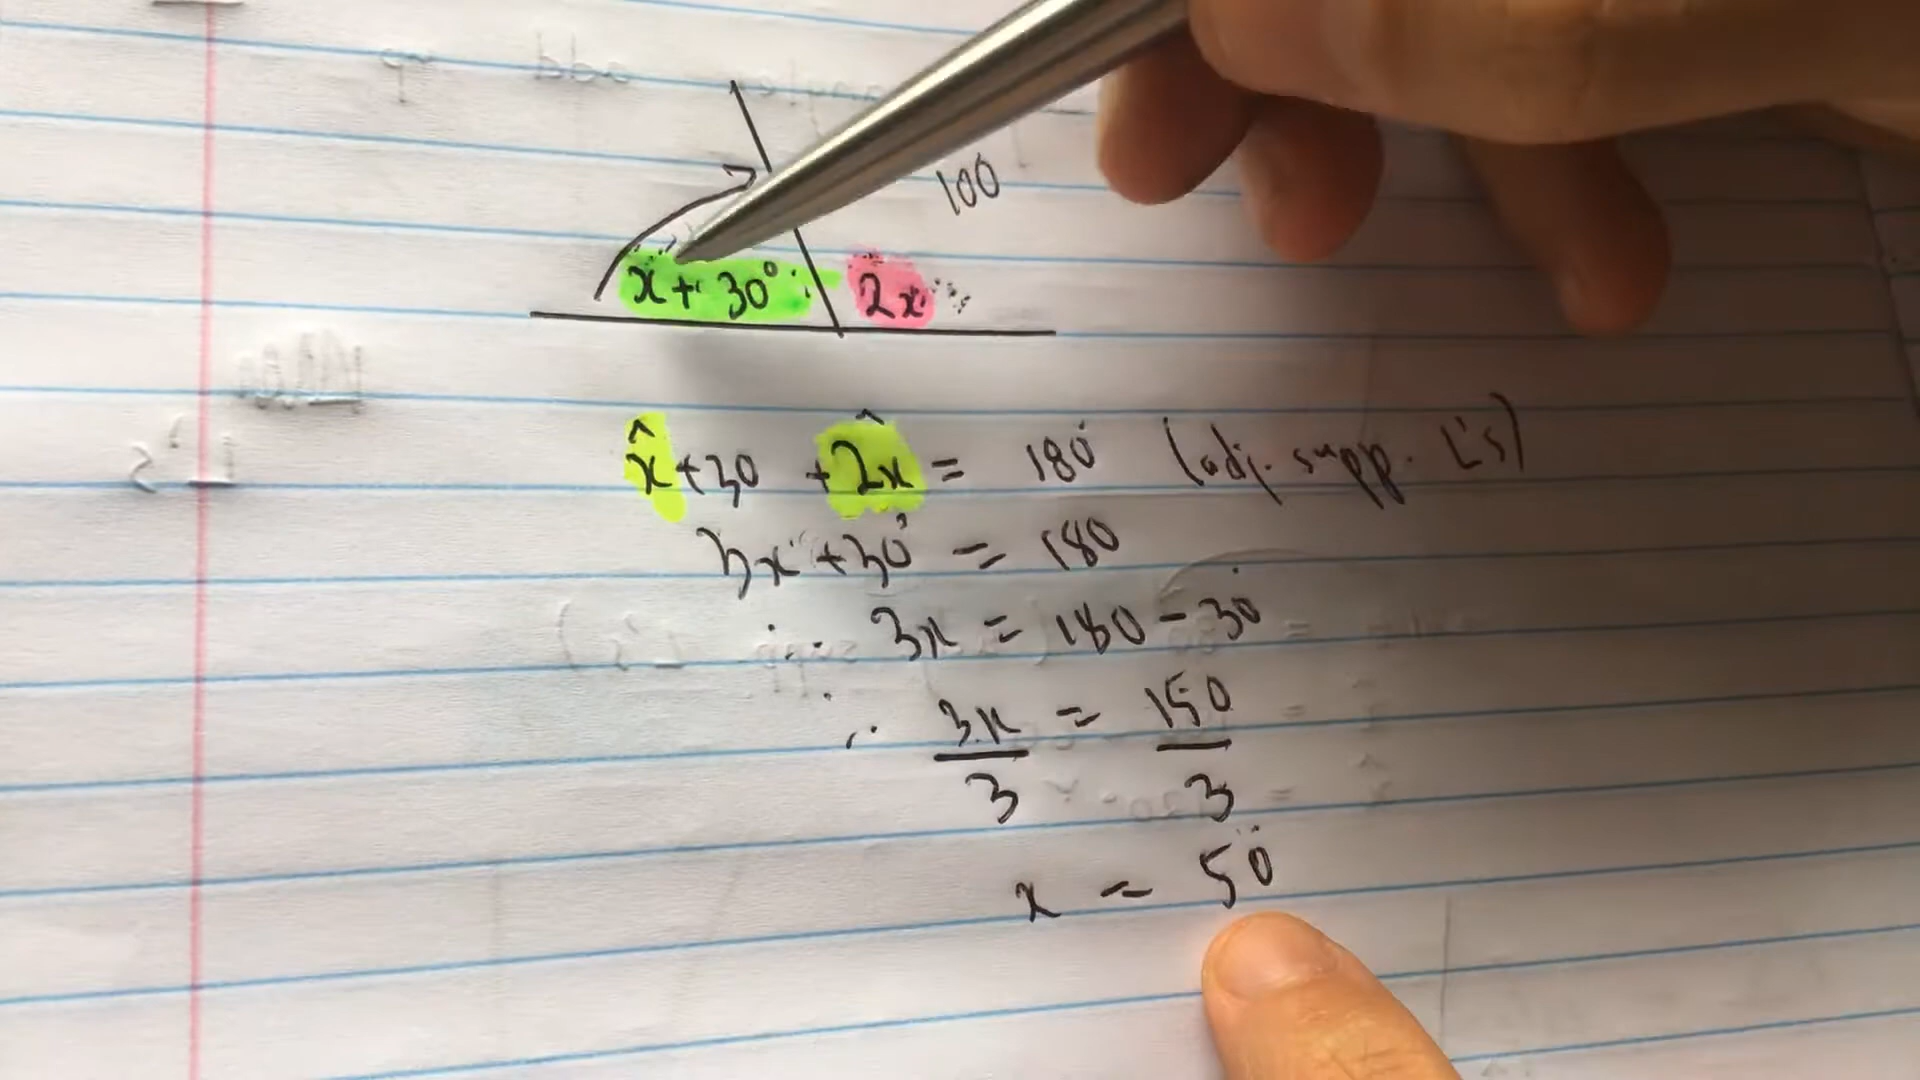 100
x + 30° 2x
x̂ + 30 + 2x̂ = 180° (adj. supp. L's)
3x + 30° = 180
∴ 3x = 180 - 30°
∴ 3x = 150
3 3
x = 50